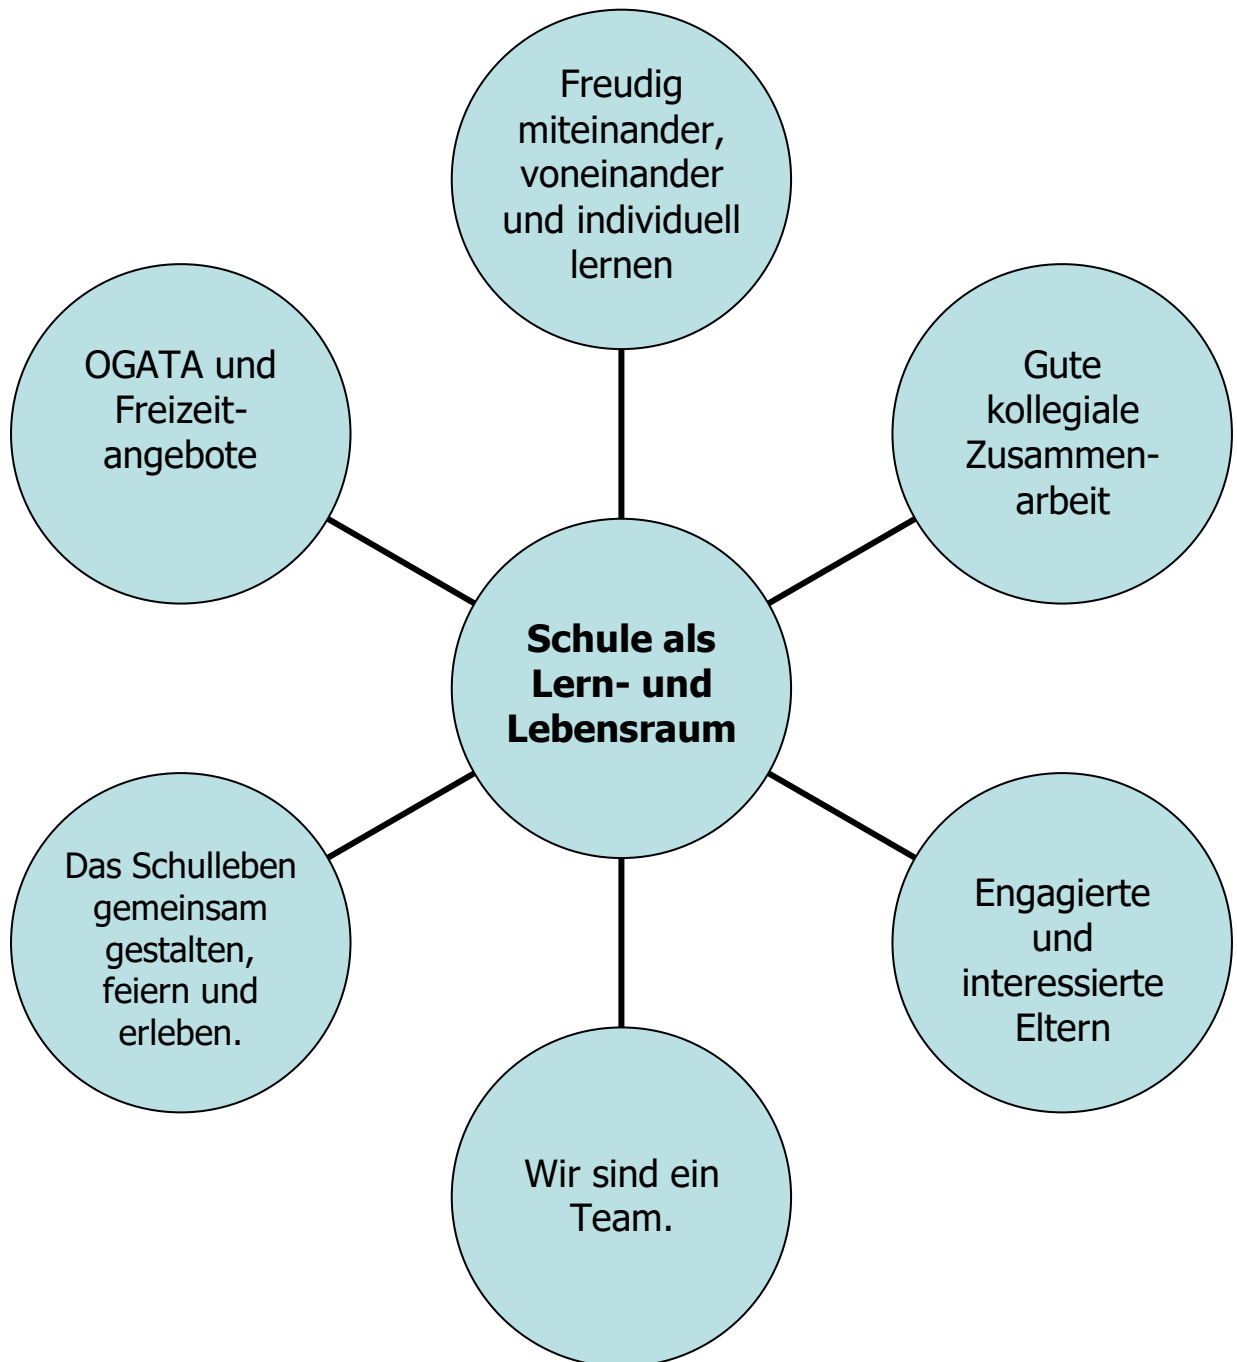 Freudig
miteinander,
voneinander
und individuell
lernen
OGATA und
Freizeit-
angebote
Gute
kollegiale
Zusammen-
arbeit
Schule als
Lern- und
Lebensraum
Das Schulleben
gemeinsam
gestalten,
feiern und
erleben.
Engagierte
und
interessierte
Eltern
Wir sind ein
Team.